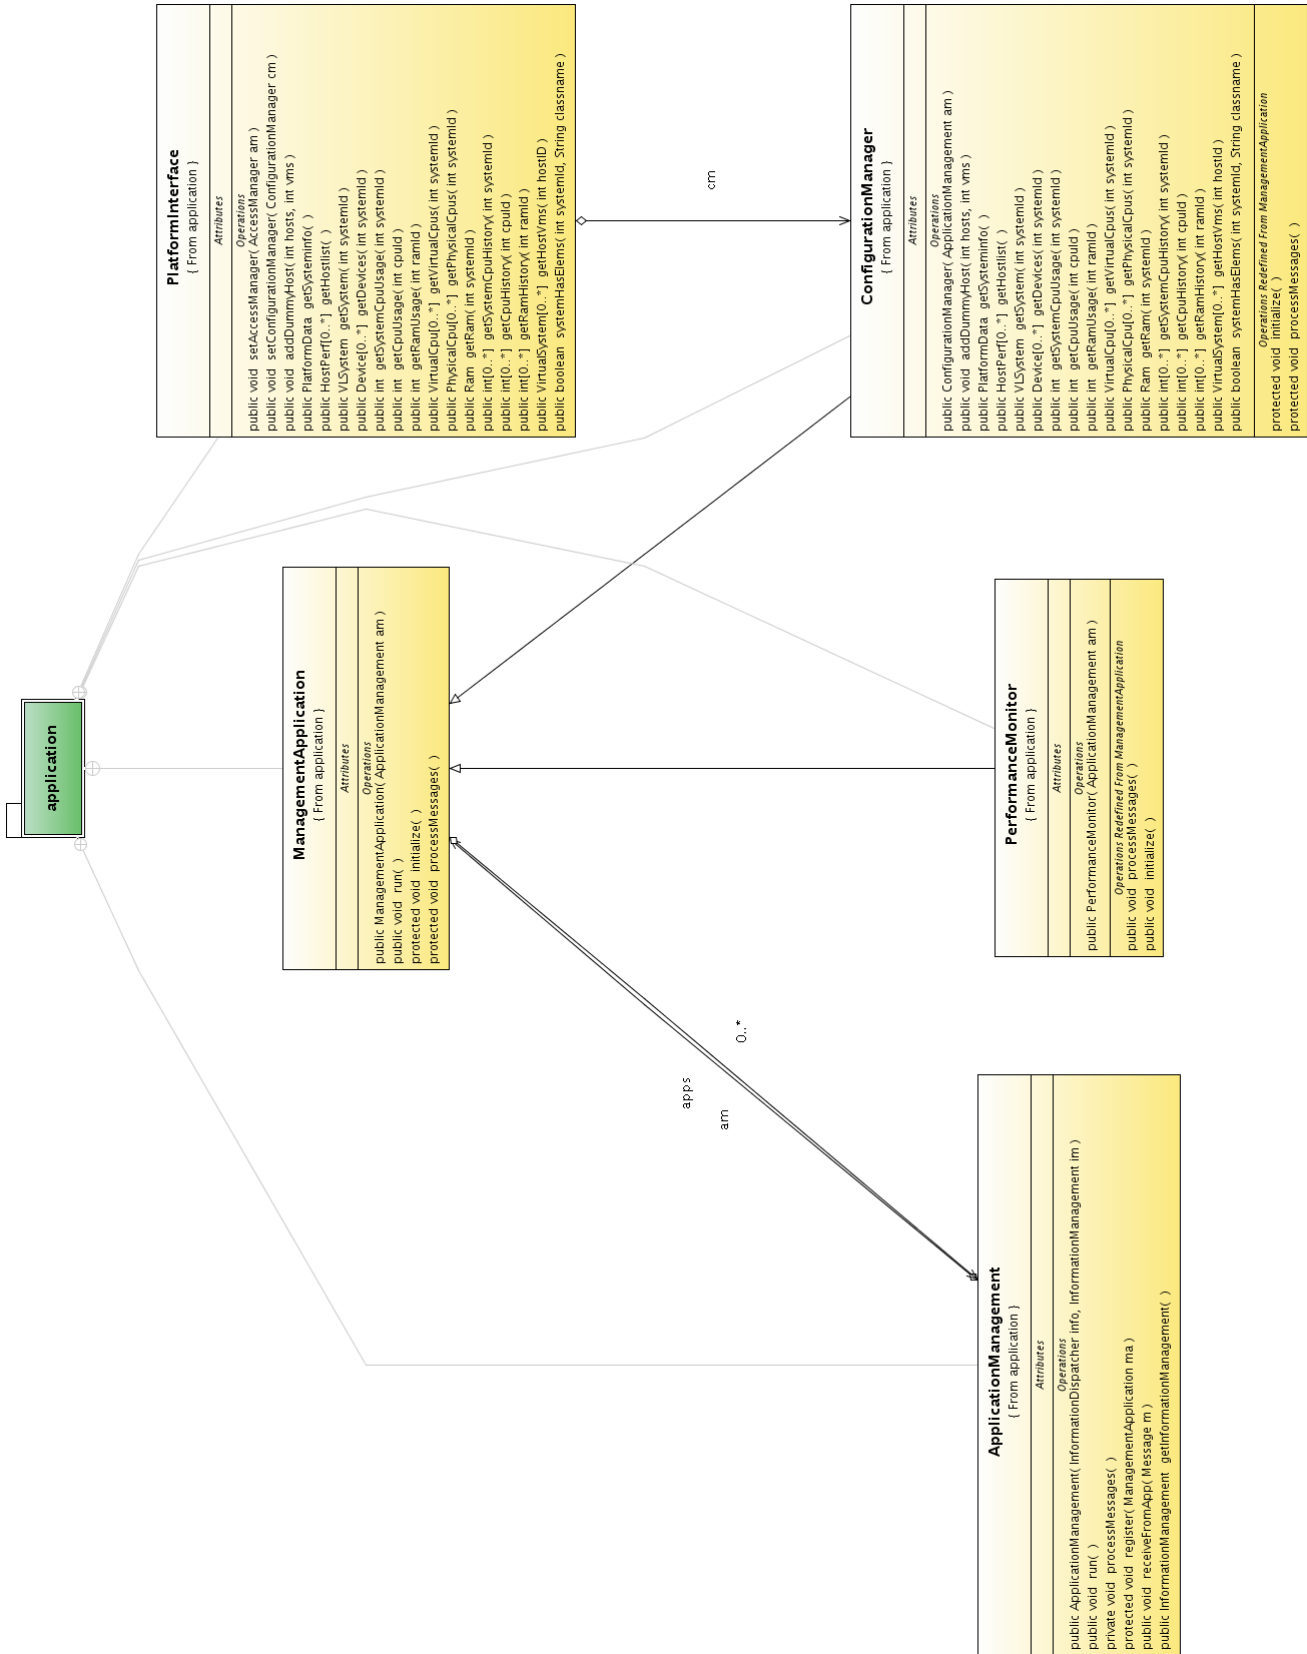 application
PlatformInterface
{ From application }
Attributes
Operations
public void setAccessManager( AccessManager am )
public void setConfigurationManager( ConfigurationManager cm )
public void addDummyHost( int hosts, int vms )
public PlatformData getSysteminfo( )
public HostPerf[0..*] getHostlist( )
public VLSystem getSystem( int systemId )
public Device[0..*] getDevices( int systemId )
public int getSystemCpuUsage( int systemId )
public int getCpuUsage( int cpuId )
public int getRamUsage( int ramId )
public VirtualCpu[0..*] getVirtualCpus( int systemId )
public PhysicalCpu[0..*] getPhysicalCpus( int systemId )
public Ram getRam( int systemId )
public int[0..*] getSystemCpuHistory( int systemId )
public int[0..*] getCpuHistory( int cpuId )
public int[0..*] getRamHistory( int ramId )
public VirtualSystem[0..*] getHostVms( int hostID )
public boolean systemHasElems( int systemId, String classname )
cm
ConfigurationManager
{ From application }
Attributes
Operations
public ConfigurationManager( ApplicationManagement am )
public void addDummyHost( int hosts, int vms )
public PlatformData getSysteminfo( )
public HostPerf[0..*] getHostlist( )
public VLSystem getSystem( int systemId )
public Device[0..*] getDevices( int systemId )
public int getSystemCpuUsage( int systemId )
public int getCpuUsage( int cpuId )
public int getRamUsage( int ramId )
public VirtualCpu[0..*] getVirtualCpus( int systemId )
public PhysicalCpu[0..*] getPhysicalCpus( int systemId )
public Ram getRam( int systemId )
public int[0..*] getSystemCpuHistory( int systemId )
public int[0..*] getCpuHistory( int cpuId )
public int[0..*] getRamHistory( int ramId )
public VirtualSystem[0..*] getHostVms( int hostId )
public boolean systemHasElems( int systemId, String classname )
Operations Redefined From ManagementApplication
protected void initialize( )
protected void processMessages( )
ManagementApplication
{ From application }
Attributes
Operations
public ManagementApplication( ApplicationManagement am )
public void run( )
protected void initialize( )
protected void processMessages( )
PerformanceMonitor
{ From application }
Attributes
Operations
public PerformanceMonitor( ApplicationManagement am )
Operations Redefined From ManagementApplication
public void processMessages( )
public void initialize( )
0..*
apps
am
ApplicationManagement
{ From application }
Attributes
Operations
public ApplicationManagement( InformationDispatcher info, InformationManagement im )
public void run( )
private void processMessages( )
protected void register( ManagementApplication ma )
public void receiveFromApp( Message m )
public InformationManagement getInformationManagement( )